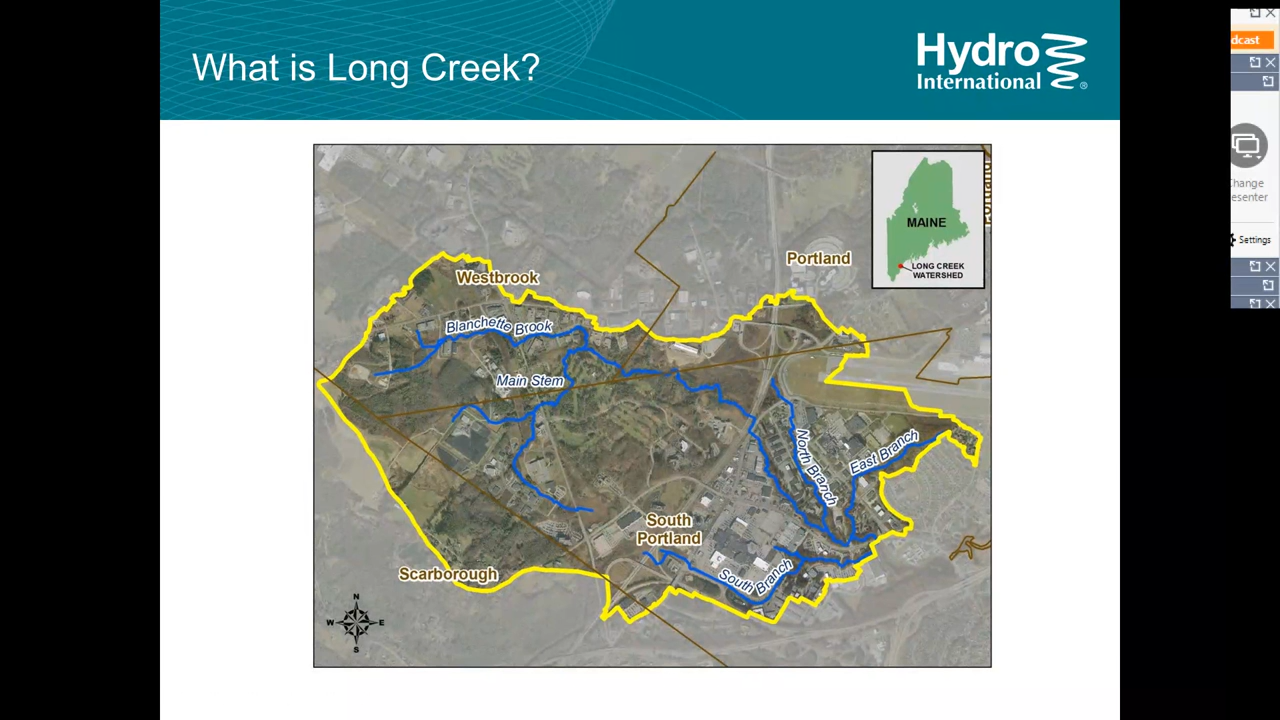 What is Long Creek?
Hydro
International
®
dcast
Change
esenter
Settings
MAINE
LONG CREEK
WATERSHED
Portland
Portland
Westbrook
Blanchette Brook
Main Stem
North Branch
East Branch
South
Portland
South Branch
Scarborough
N
W E
S